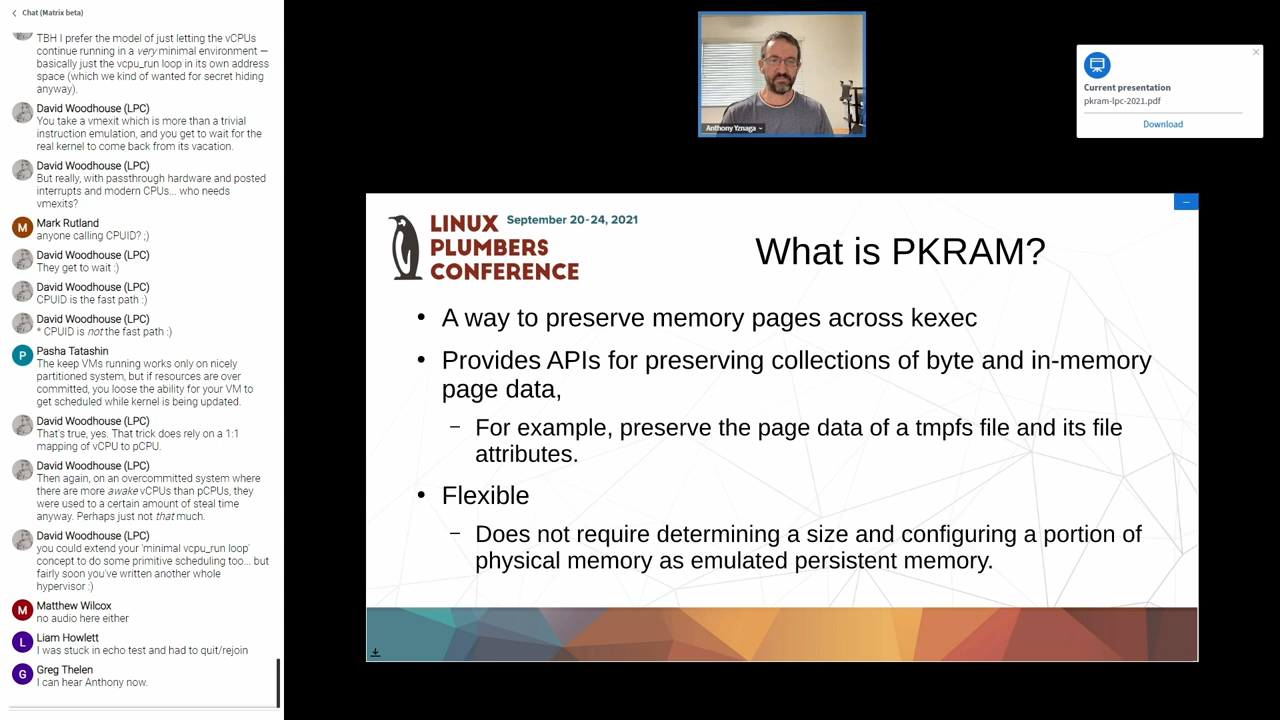 Chat (Matrix beta)
TBH I prefer the model of just letting the vCPUs
continue running in a very minimal environment —
basically just the vcpu_run loop in its own address
space (which we kind of wanted for secret hiding
anyway).
David Woodhouse (LPC)
You take a vmexit which is more than a trivial
instruction emulation, and you get to wait for the
real kernel to come back from its vacation.
David Woodhouse (LPC)
But really, with passthrough hardware and posted
interrupts and modern CPUs... who needs
vmexits?
M
Mark Rutland
anyone calling CPUID? ;)
David Woodhouse (LPC)
They get to wait :)
David Woodhouse (LPC)
CPUID is the fast path :)
David Woodhouse (LPC)
* CPUID is not the fast path :)
P
Pasha Tatashin
The keep VMs running works only on nicely
partitioned system, but if resources are over
committed, you loose the ability for your VM to
get scheduled while kernel is being updated.
David Woodhouse (LPC)
That's true, yes. That trick does rely on a 1:1
mapping of vCPU to pCPU.
David Woodhouse (LPC)
Then again, on an overcommitted system where
there are more awake vCPUs than pCPUs, they
were used to a certain amount of steal time
anyway. Perhaps just not that much.
David Woodhouse (LPC)
you could extend your 'minimal vcpu_run loop'
concept to do some primitive scheduling too... but
fairly soon you've written another whole
hypervisor :)
M
Matthew Wilcox
no audio here either
L
Liam Howlett
I was stuck in echo test and had to quit/rejoin
G
Greg Thelen
I can hear Anthony now.
Anthony Yznaga
Current presentation
pkram-lpc-2021.pdf
Download
LINUX
PLUMBERS
CONFERENCE
September 20-24, 2021
What is PKRAM?
• A way to preserve memory pages across kexec
• Provides APIs for preserving collections of byte and in-memory
page data,
– For example, preserve the page data of a tmpfs file and its file
attributes.
• Flexible
– Does not require determining a size and configuring a portion of
physical memory as emulated persistent memory.